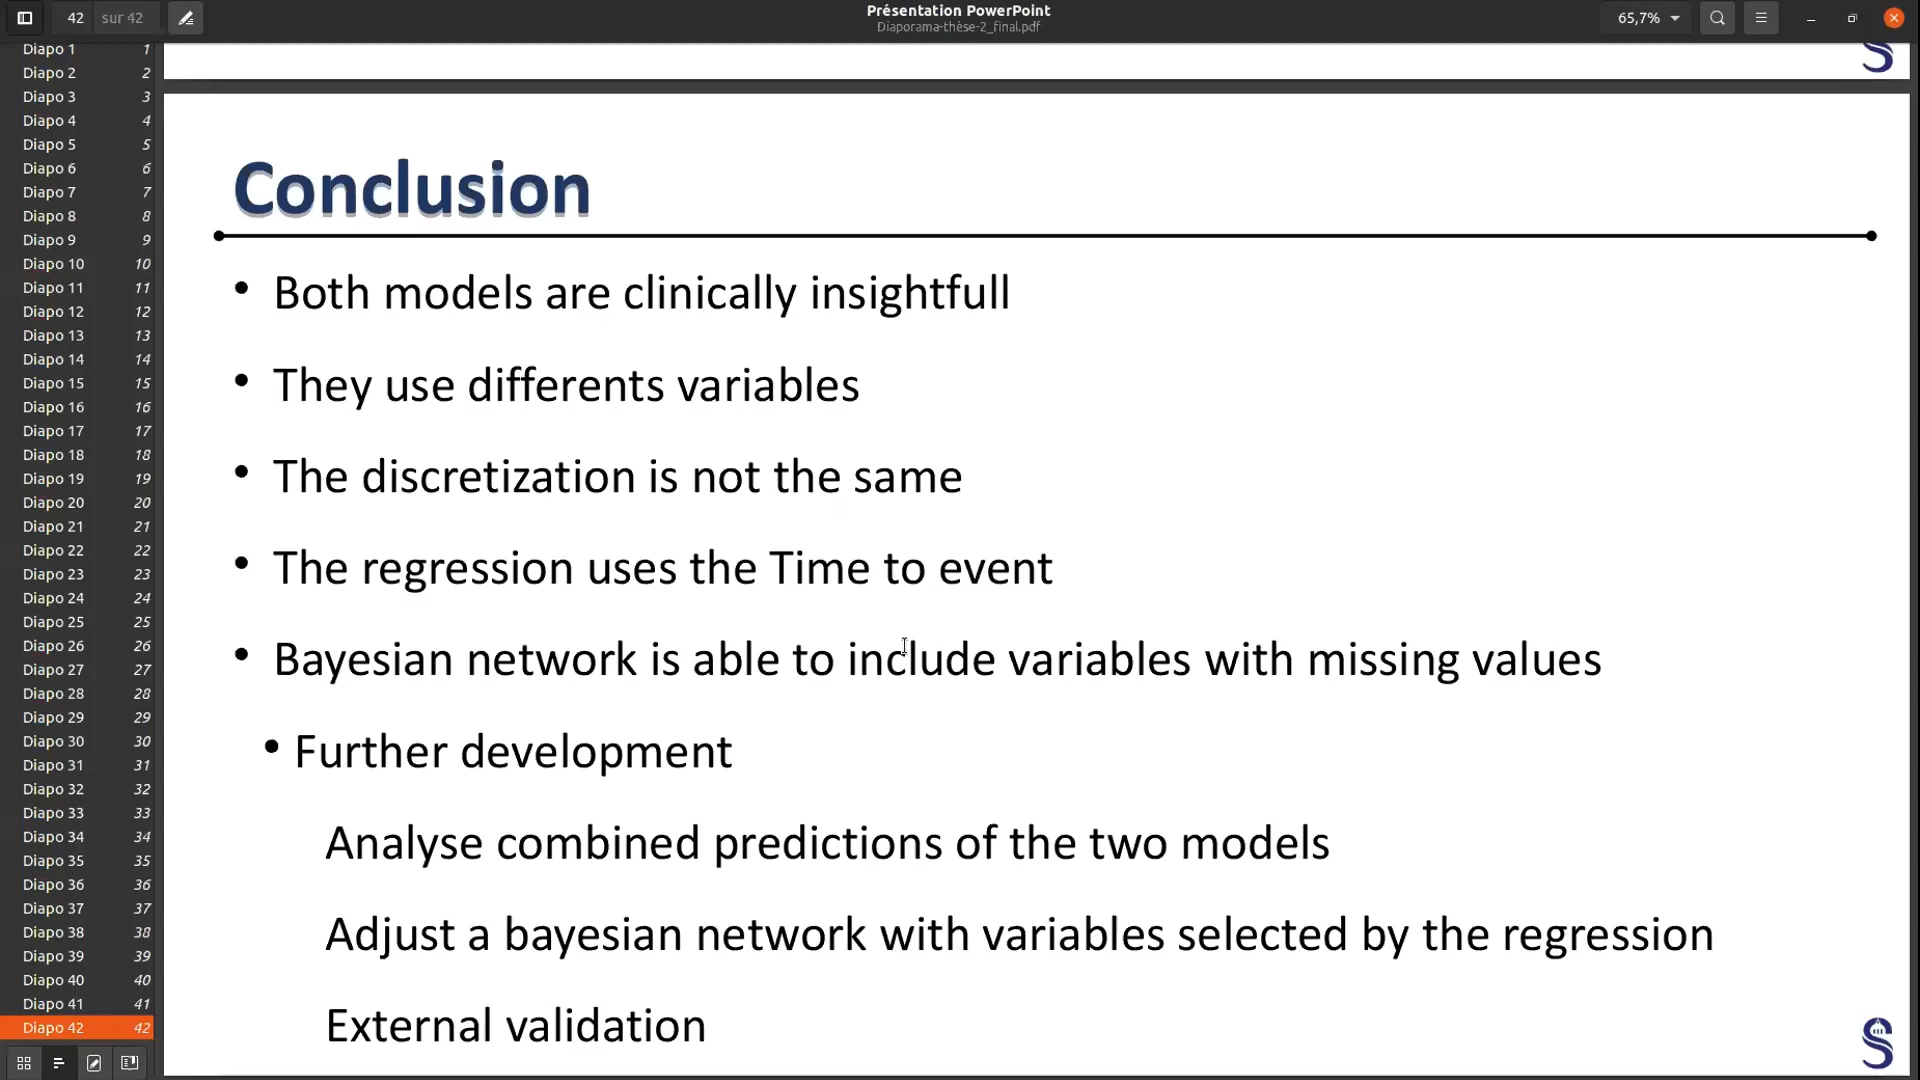 42 sur 42
Présentation PowerPoint
Diaporama-thèse-2_final.pdf
65,7%
Diapo 1 1
Diapo 2 2
Diapo 3 3
Diapo 4 4
Diapo 5 5
Diapo 6 6
Diapo 7 7
Diapo 8 8
Diapo 9 9
Diapo 10 10
Diapo 11 11
Diapo 12 12
Diapo 13 13
Diapo 14 14
Diapo 15 15
Diapo 16 16
Diapo 17 17
Diapo 18 18
Diapo 19 19
Diapo 20 20
Diapo 21 21
Diapo 22 22
Diapo 23 23
Diapo 24 24
Diapo 25 25
Diapo 26 26
Diapo 27 27
Diapo 28 28
Diapo 29 29
Diapo 30 30
Diapo 31 31
Diapo 32 32
Diapo 33 33
Diapo 34 34
Diapo 35 35
Diapo 36 36
Diapo 37 37
Diapo 38 38
Diapo 39 39
Diapo 40 40
Diapo 41 41
Diapo 42 42
Conclusion
• Both models are clinically insightfull
• They use differents variables
• The discretization is not the same
• The regression uses the Time to event
• Bayesian network is able to include variables with missing values
• Further development
Analyse combined predictions of the two models
Adjust a bayesian network with variables selected by the regression
External validation
S
S